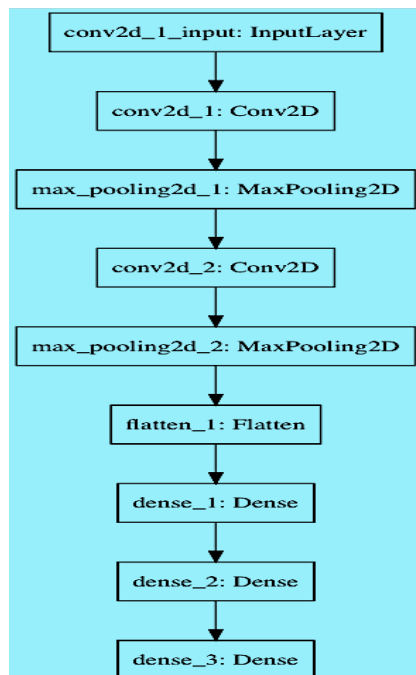 conv2d_1_input: InputLayer
conv2d_1: Conv2D
max_pooling2d_1: MaxPooling2D
conv2d_2: Conv2D
max_pooling2d_2: MaxPooling2D
flatten_1: Flatten
dense_1: Dense
dense_2: Dense
dense_3: Dense